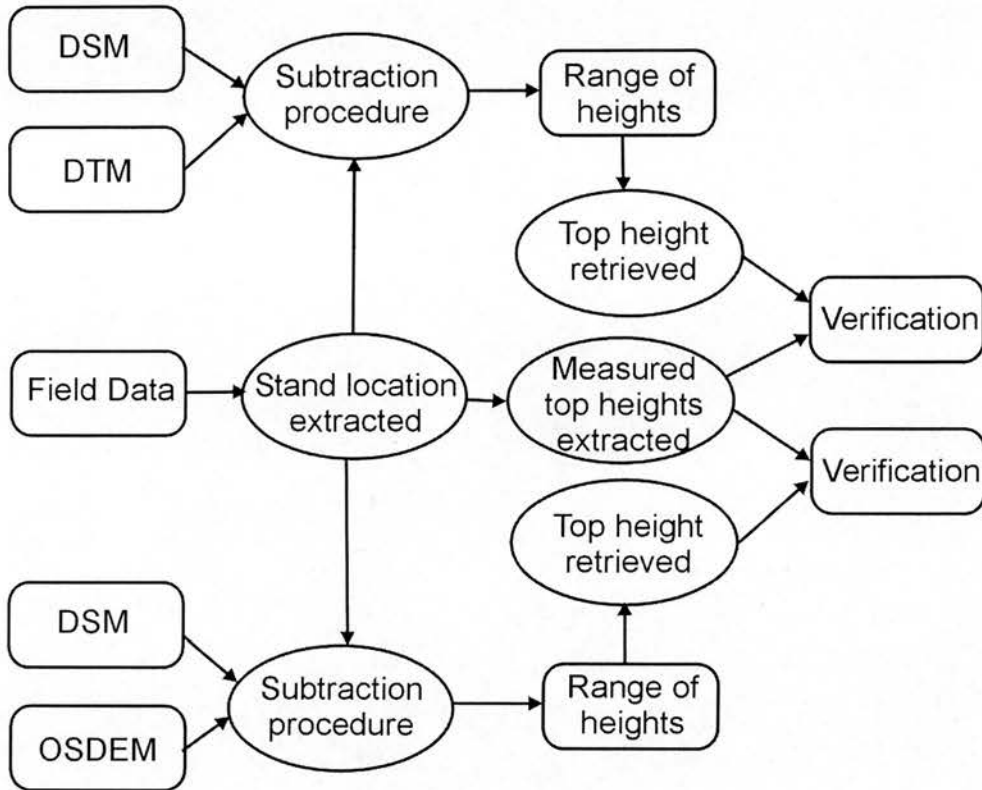 DSM
Subtraction
procedure
Range of
heights
DTM
Top height
retrieved
Verification
Field Data
Stand location
extracted
Measured
top heights
extracted
Verification
Top height
retrieved
DSM
Subtraction
procedure
Range of
heights
OSDEM